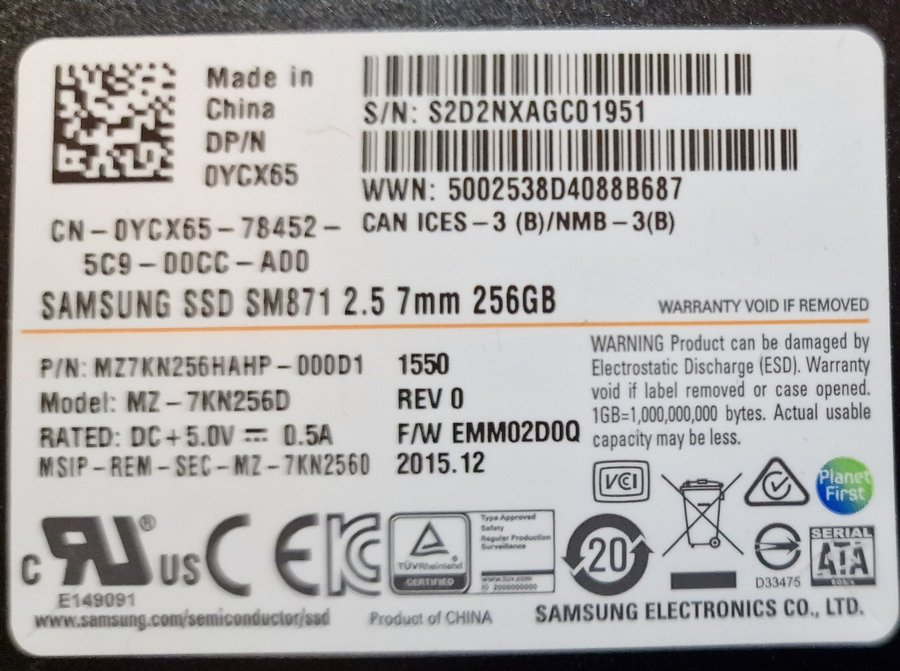 Made in
China
DP/N
0YCX65
CN-0YCX65-78452-
5C9-00CC-A00
S/N: S2D2NXAGC01951
WWN: 5002538D4088B687
CAN ICES-3 (B)/NMB-3(B)
SAMSUNG SSD SM871 2.5 7mm 256GB
WARRANTY VOID IF REMOVED
P/N: MZ7KN256HAHP-000D1 1550
Model: MZ-7KN256D REV 0
RATED: DC+5.0V ⎓ 0.5A F/W EMM02D0Q
MSIP-REM-SEC-MZ-7KN2560 2015.12
WARNING Product can be damaged by
Electrostatic Discharge (ESD). Warranty
void if label removed or case opened.
1GB=1,000,000,000 bytes. Actual usable
capacity may be less.
VCI
Planet
First
c RU® US
E149091
CE
TÜVRheinland
CERTIFIED
Type Approved
Safety
Regular Production
Surveillance
www.tuv.com
20
D33475
SERIAL
ATA
www.samsung.com/semiconductor/ssd
Product of CHINA
SAMSUNG ELECTRONICS CO., LTD.